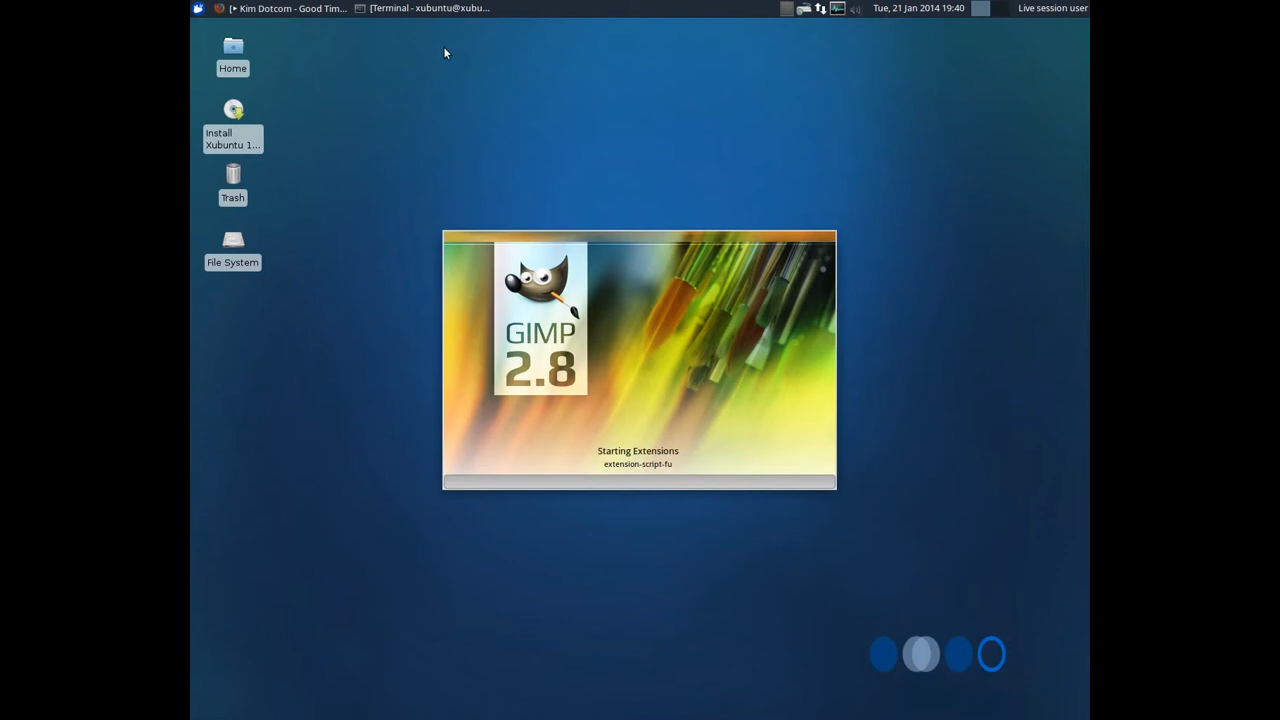 [▶ Kim Dotcom - Good Tim...
[Terminal - xubuntu@xubu...
Tue, 21 Jan 2014 19:40
Live session user
Home
Install
Xubuntu 1...
Trash
File System
GIMP
2.8
Starting Extensions
extension-script-fu